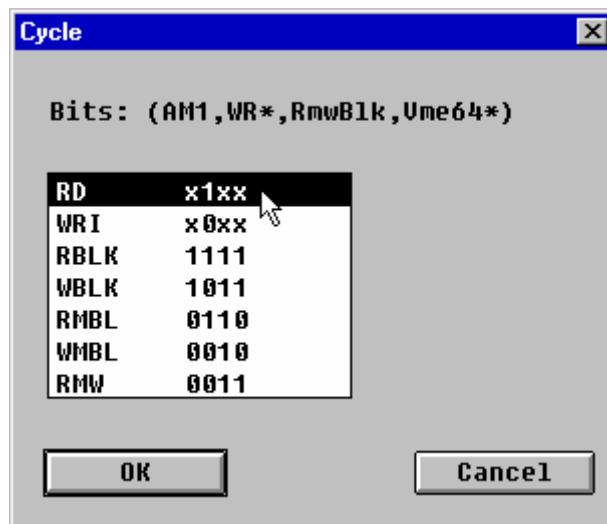 Cycle
Bits: (AM1,WR*,RmwBlk,Vme64*)
RD x1xx
WRI x0xx
RBLK 1111
WBLK 1011
RMBL 0110
WMBL 0010
RMW 0011
OK Cancel